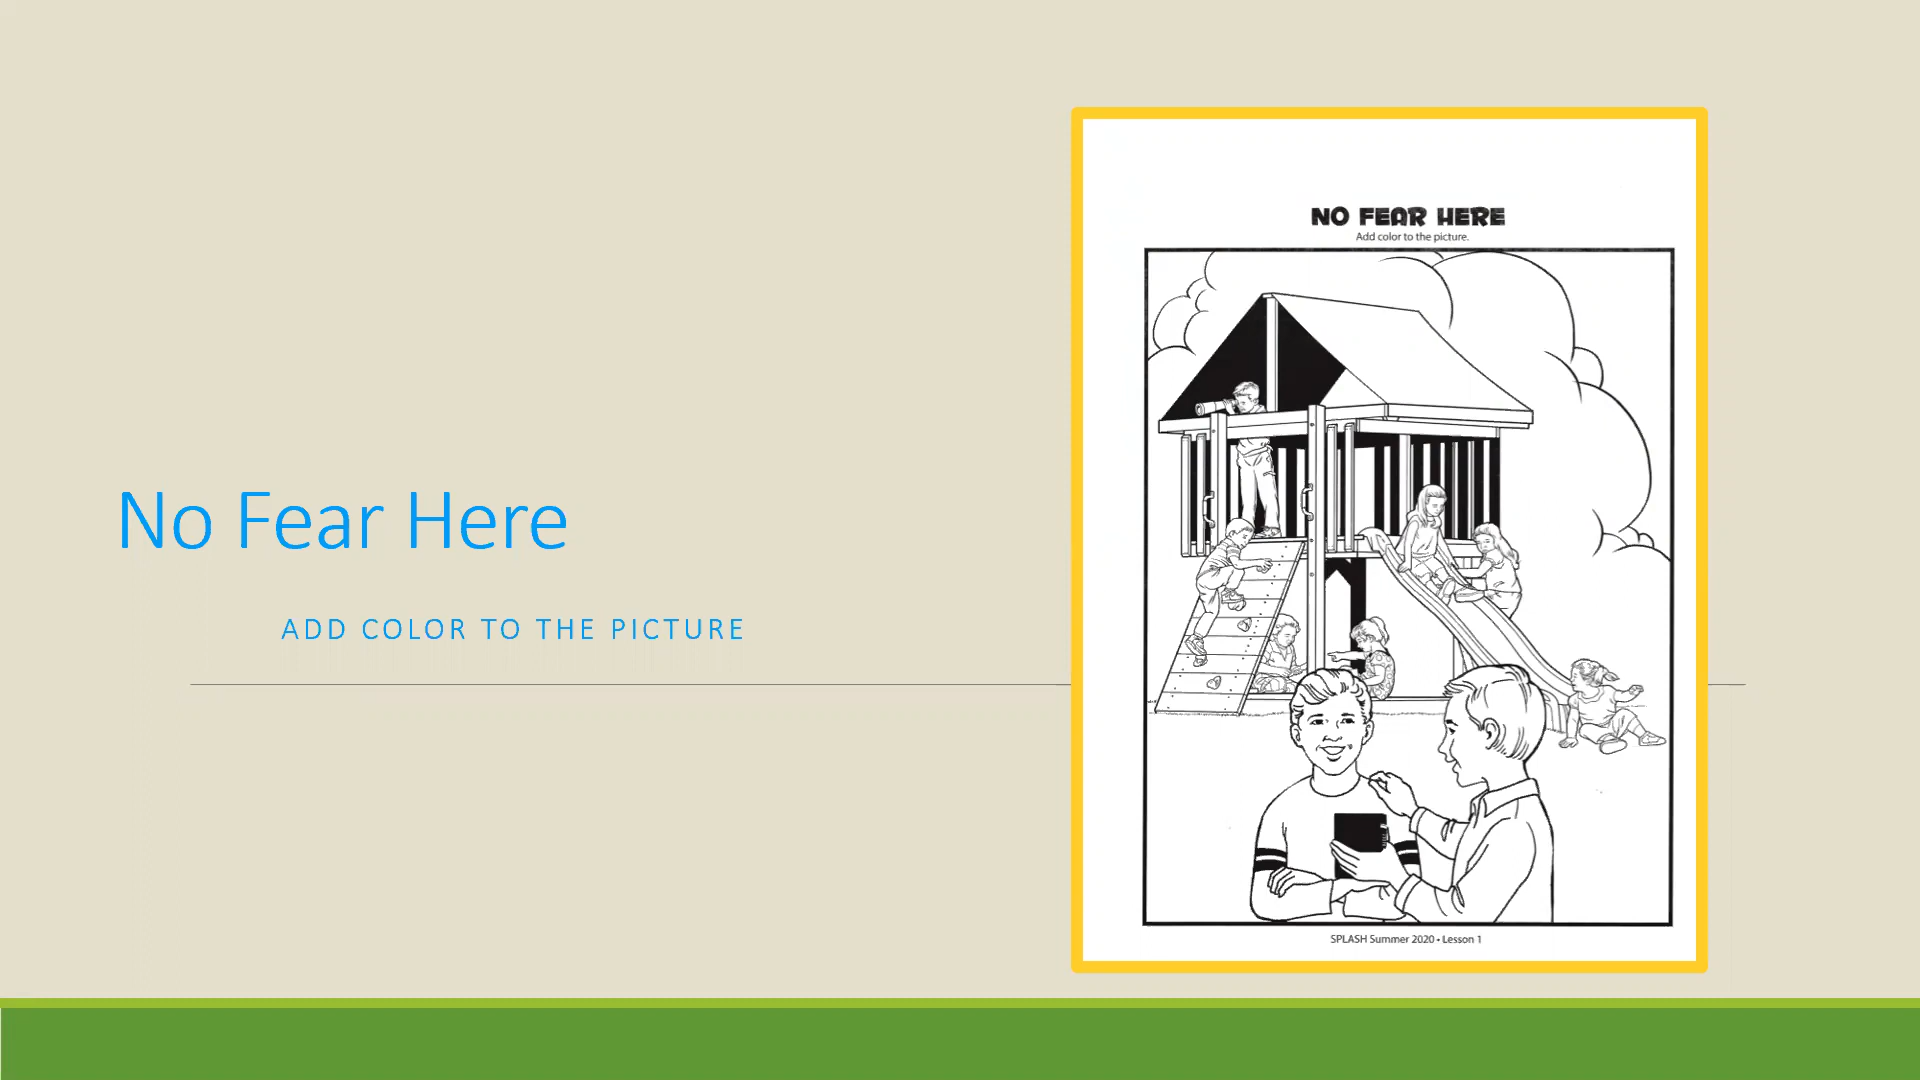 No Fear Here
ADD COLOR TO THE PICTURE
NO FEAR HERE
Add color to the picture.
SPLASH Summer 2020 • Lesson 1